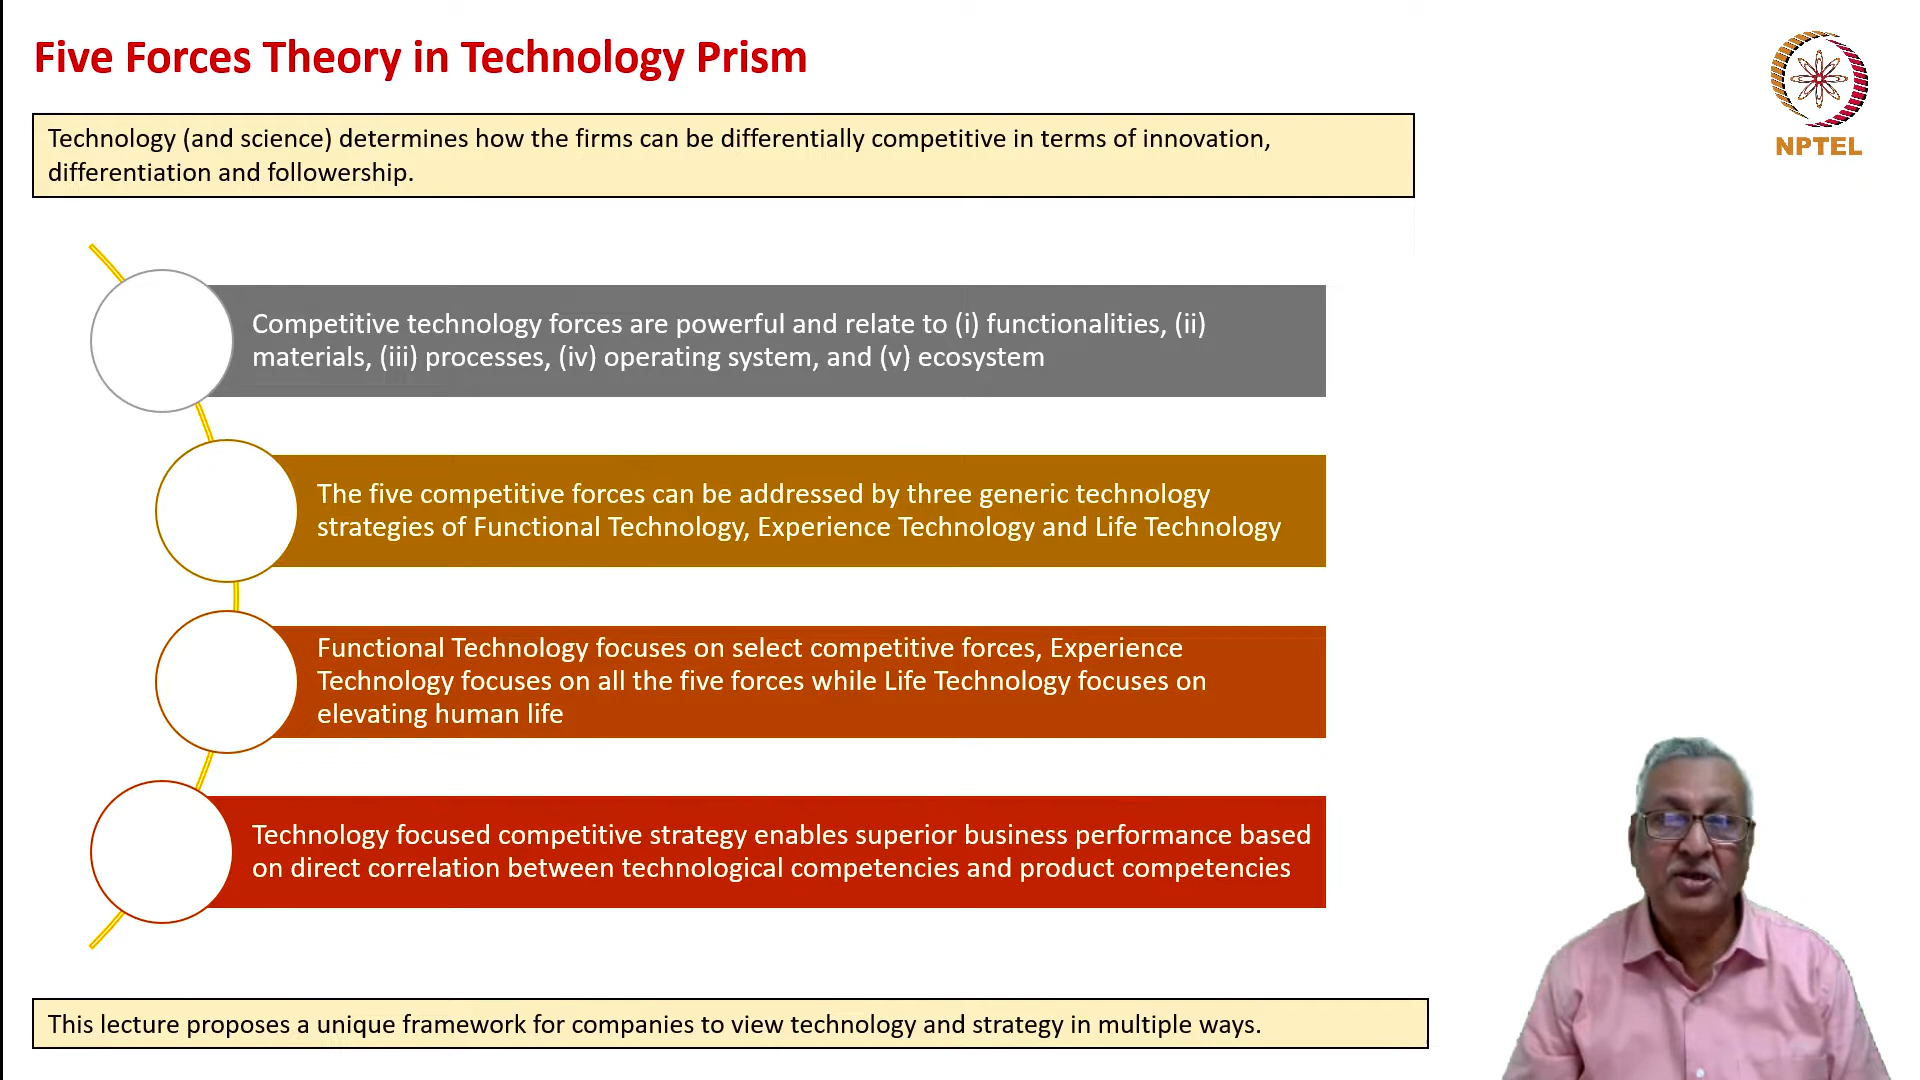 Five Forces Theory in Technology Prism
NPTEL
Technology (and science) determines how the firms can be differentially competitive in terms of innovation,
differentiation and followership.
Competitive technology forces are powerful and relate to (i) functionalities, (ii)
materials, (iii) processes, (iv) operating system, and (v) ecosystem
The five competitive forces can be addressed by three generic technology
strategies of Functional Technology, Experience Technology and Life Technology
Functional Technology focuses on select competitive forces, Experience
Technology focuses on all the five forces while Life Technology focuses on
elevating human life
Technology focused competitive strategy enables superior business performance based
on direct correlation between technological competencies and product competencies
This lecture proposes a unique framework for companies to view technology and strategy in multiple ways.